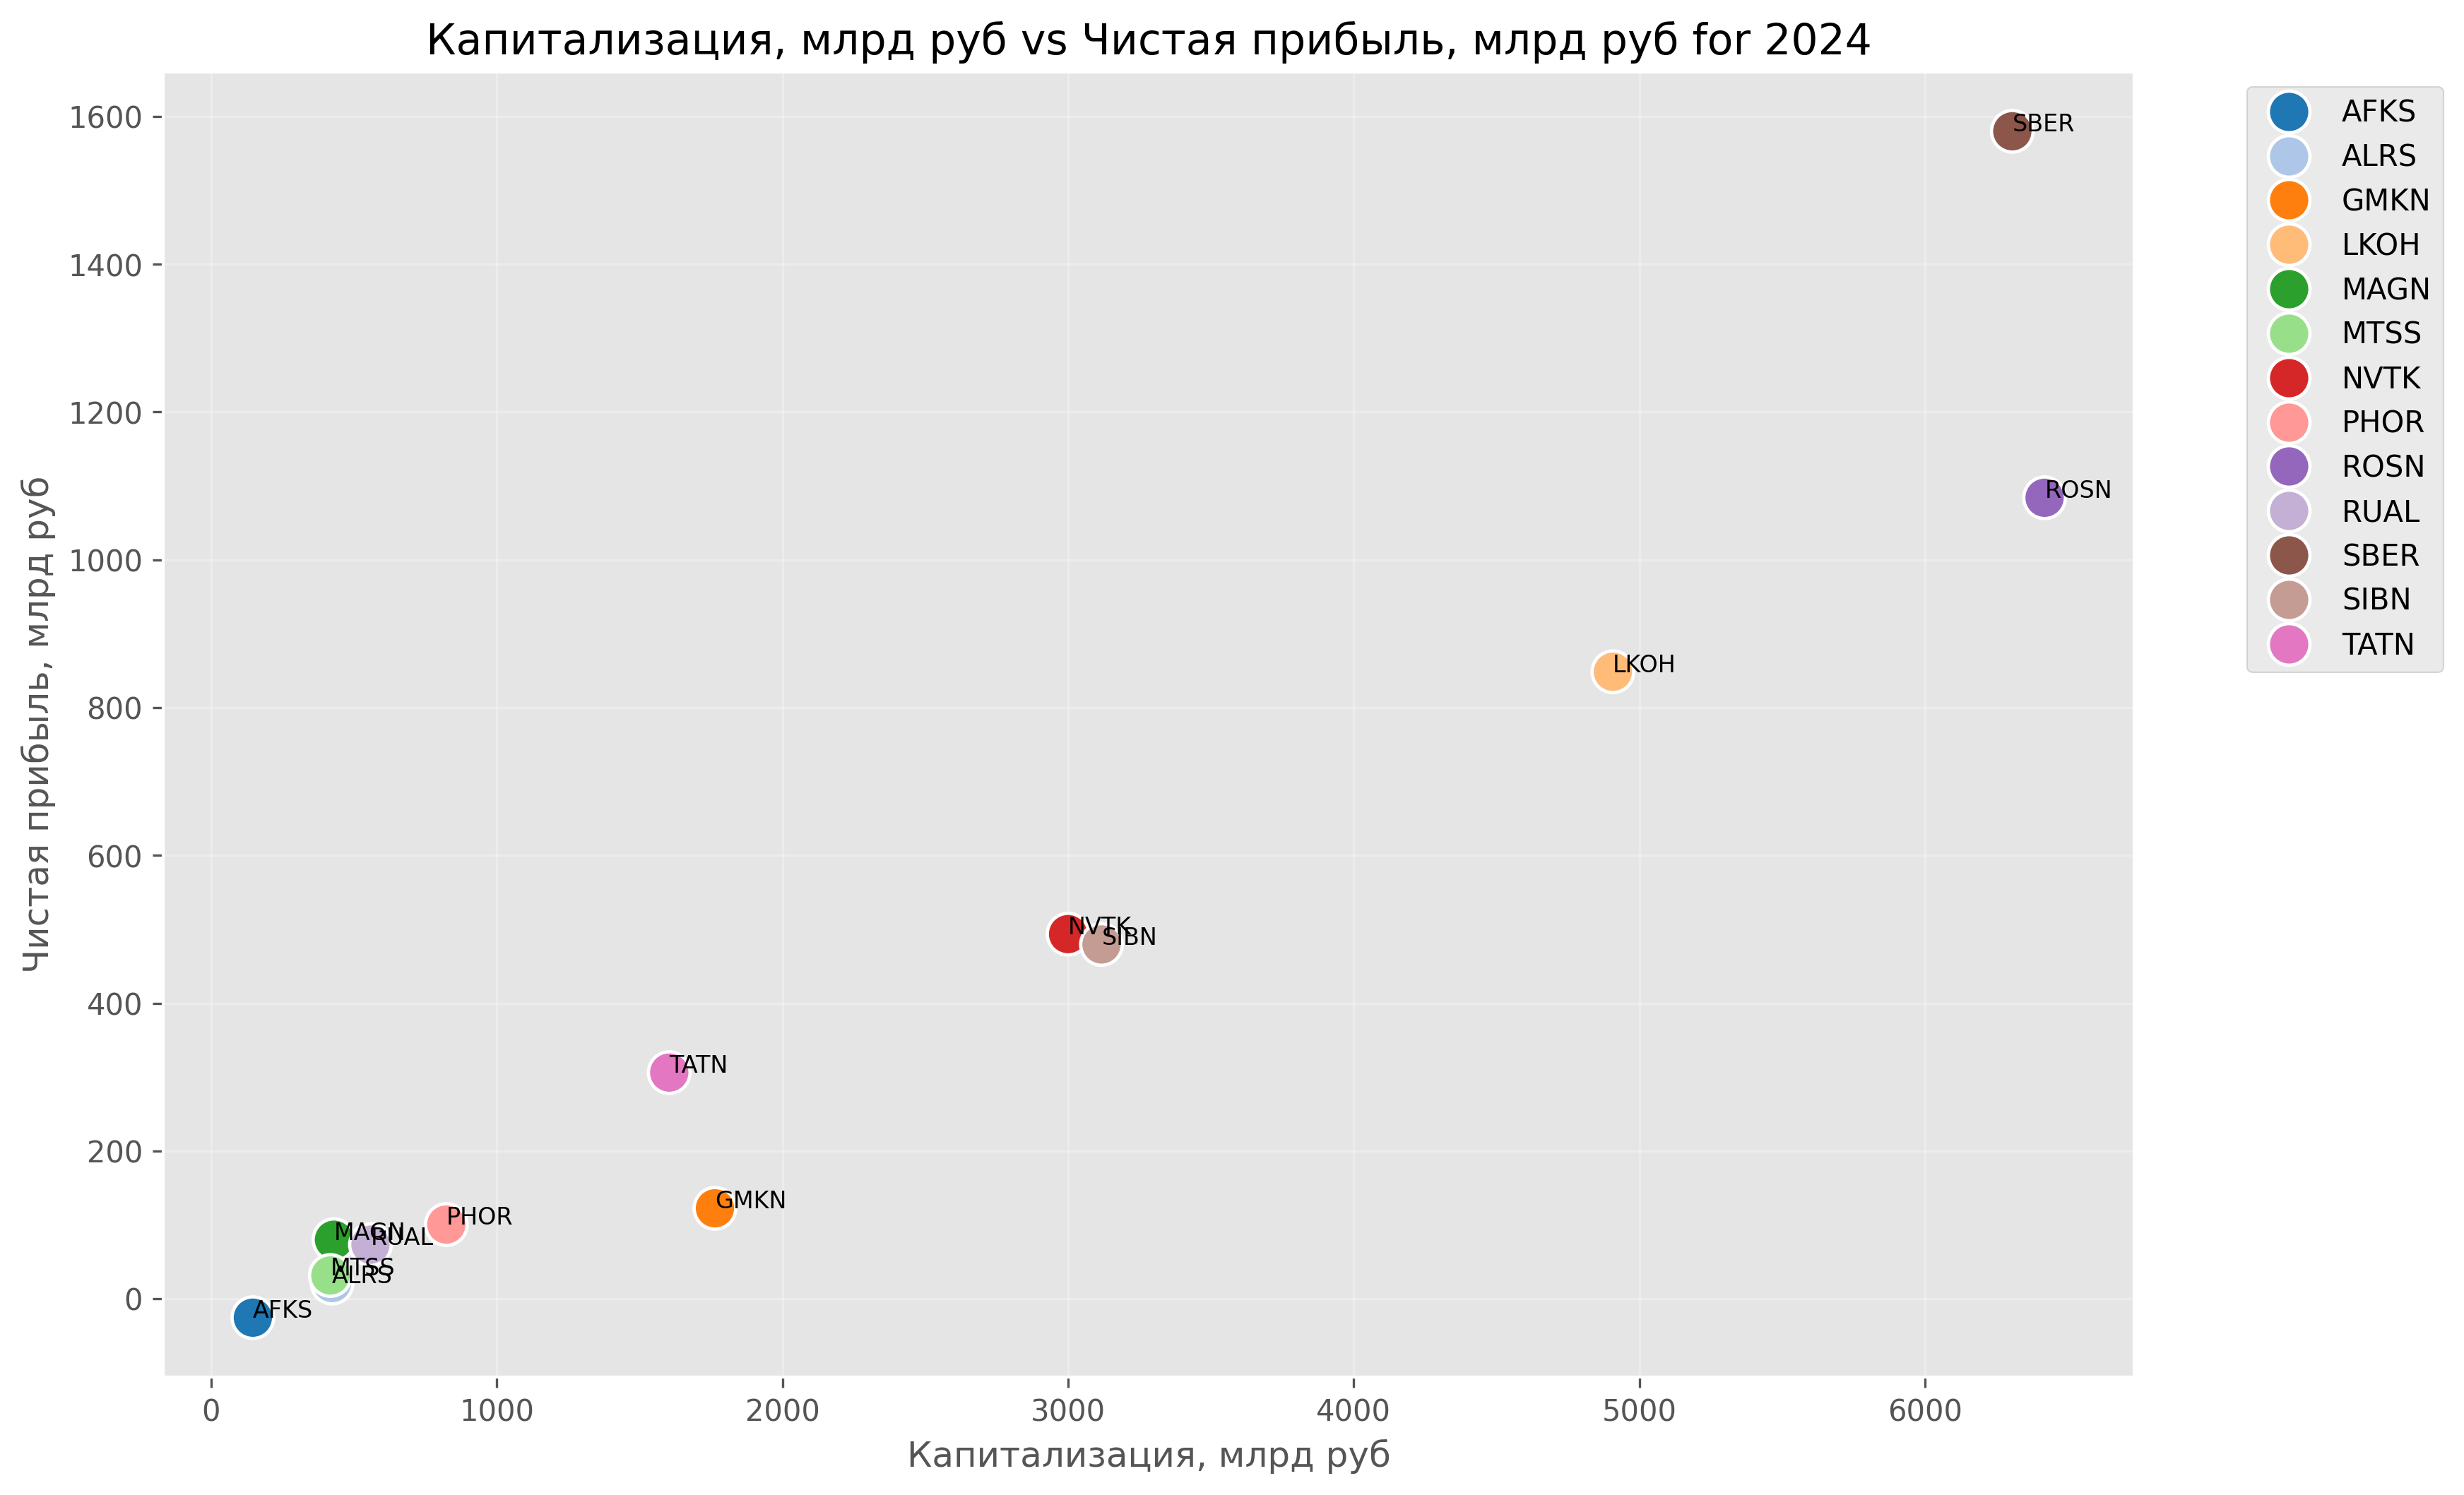 Капитализация, млрд руб vs Чистая прибыль, млрд руб for 2024
Чистая прибыль, млрд руб
1600
1400
1200
1000
800
600
400
200
0
SBER
ROSN
LKOH
NVTK
SIBN
TATN
GMKN
PHOR
MAGN
RUAL
MTSS
ALRS
AFKS
0 1000 2000 3000 4000 5000 6000
Капитализация, млрд руб
AFKS
ALRS
GMKN
LKOH
MAGN
MTSS
NVTK
PHOR
ROSN
RUAL
SBER
SIBN
TATN